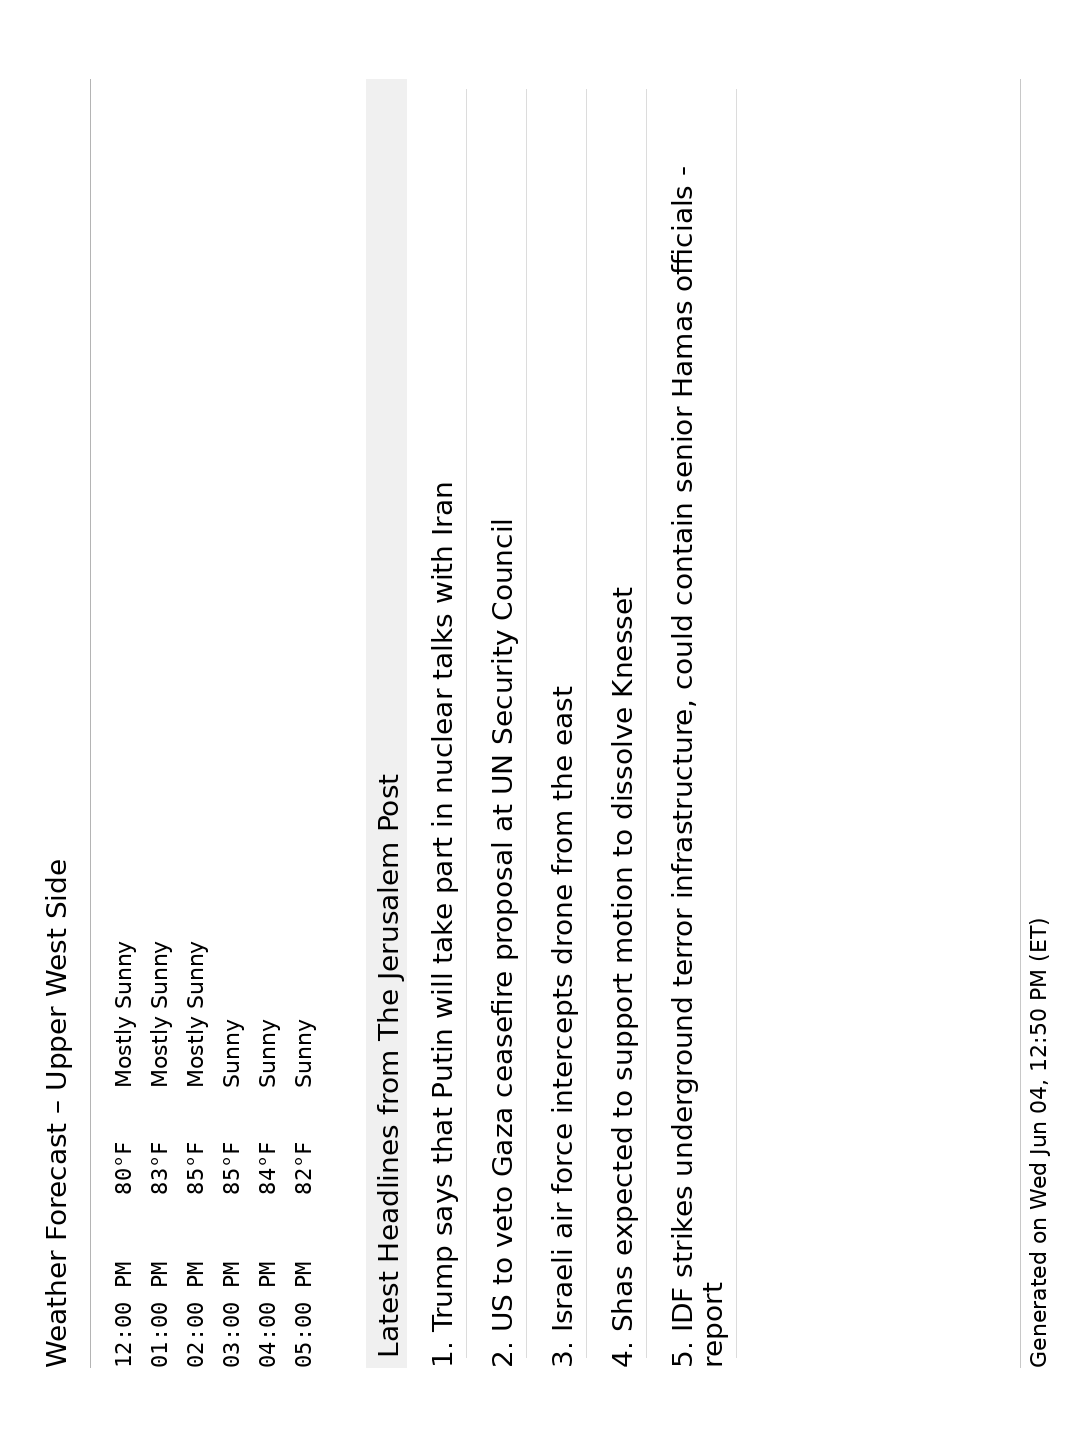 Weather Forecast – Upper West Side
12:00 PM 80°F Mostly Sunny
01:00 PM 83°F Mostly Sunny
02:00 PM 85°F Mostly Sunny
03:00 PM 85°F Sunny
04:00 PM 84°F Sunny
05:00 PM 82°F Sunny
Latest Headlines from The Jerusalem Post
1. Trump says that Putin will take part in nuclear talks with Iran
2. US to veto Gaza ceasefire proposal at UN Security Council
3. Israeli air force intercepts drone from the east
4. Shas expected to support motion to dissolve Knesset
5. IDF strikes underground terror infrastructure, could contain senior Hamas officials -
report
Generated on Wed Jun 04, 12:50 PM (ET)